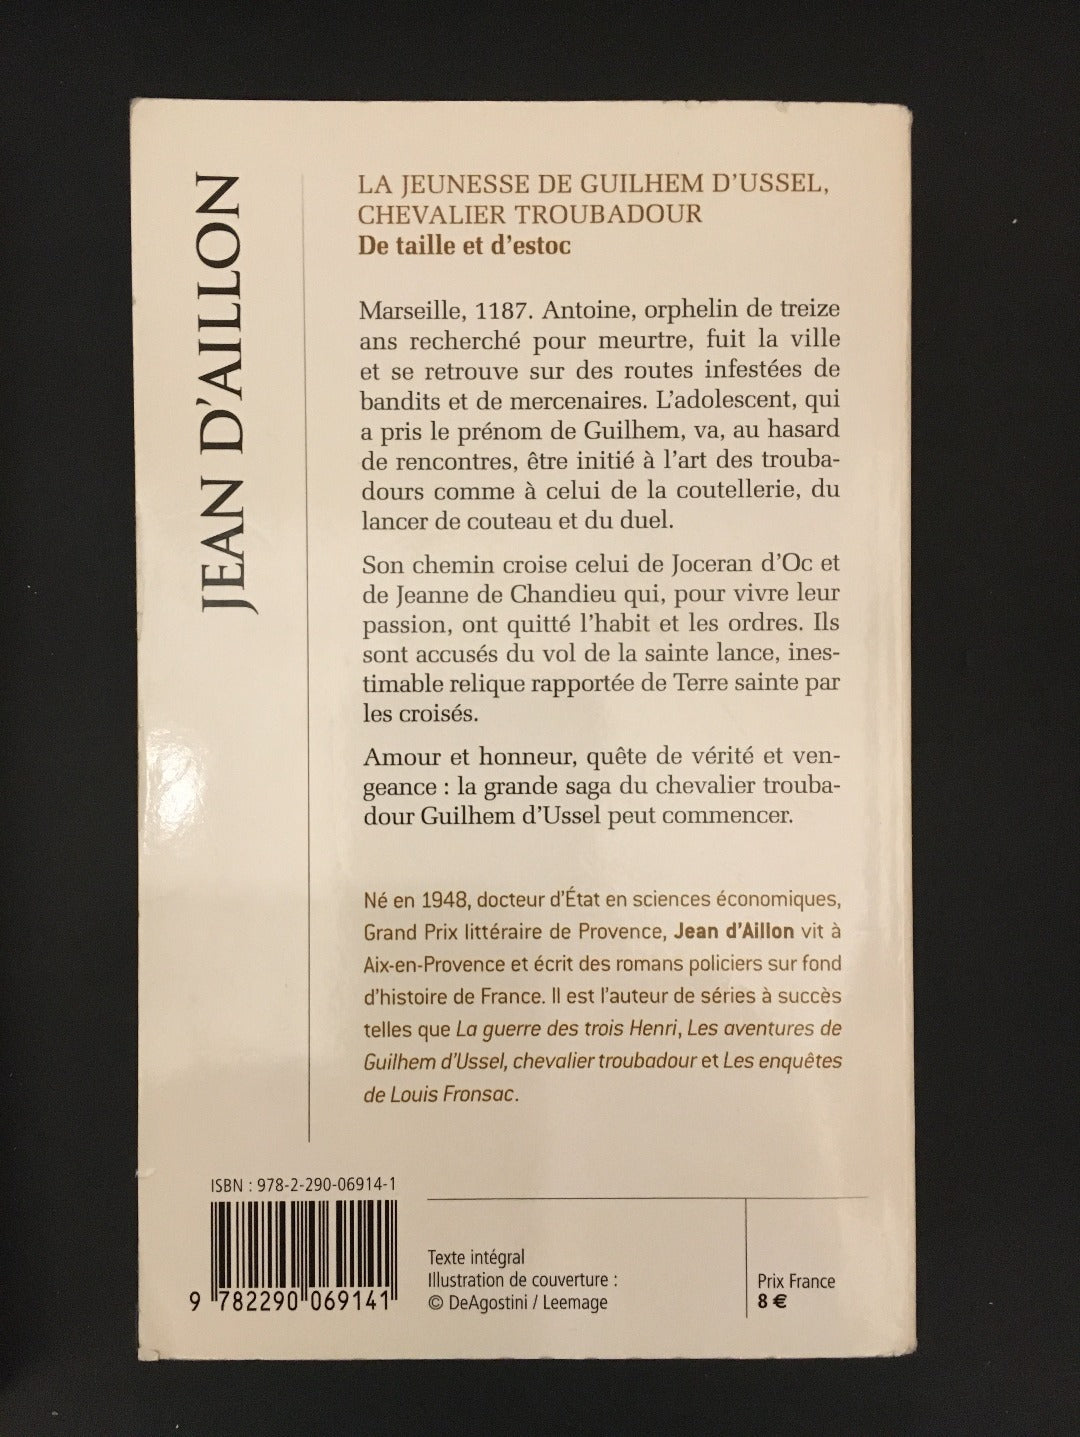 JEAN D'AILLON
LA JEUNESSE DE GUILHEM D'USSEL,
CHEVALIER TROUBADOUR
De taille et d'estoc
Marseille, 1187. Antoine, orphelin de treize
ans recherché pour meurtre, fuit la ville
et se retrouve sur des routes infestées de
bandits et de mercenaires. L'adolescent, qui
a pris le prénom de Guilhem, va, au hasard
de rencontres, être initié à l'art des trouba-
dours comme à celui de la coutellerie, du
lancer de couteau et du duel.
Son chemin croise celui de Joceran d'Oc et
de Jeanne de Chandieu qui, pour vivre leur
passion, ont quitté l'habit et les ordres. Ils
sont accusés du vol de la sainte lance, ines-
timable relique rapportée de Terre sainte par
les croisés.
Amour et honneur, quête de vérité et ven-
geance : la grande saga du chevalier trouba-
dour Guilhem d'Ussel peut commencer.
Né en 1948, docteur d'État en sciences économiques,
Grand Prix littéraire de Provence, Jean d'Aillon vit à
Aix-en-Provence et écrit des romans policiers sur fond
d'histoire de France. Il est l'auteur de séries à succès
telles que La guerre des trois Henri, Les aventures de
Guilhem d'Ussel, chevalier troubadour et Les enquêtes
de Louis Fronsac.
ISBN : 978-2-290-06914-1
9 782290 069141
Texte intégral
Illustration de couverture :
© DeAgostini / Leemage
Prix France
8 €